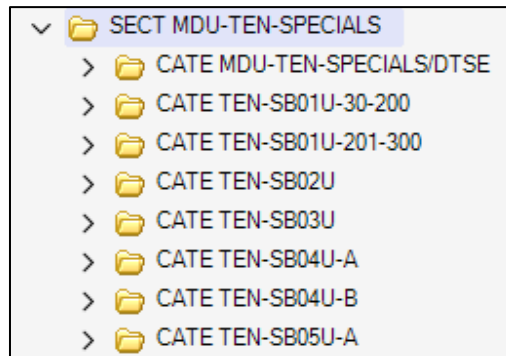 SECT MDU-TEN-SPECIALS
CATE MDU-TEN-SPECIALS/DTSE
CATE TEN-SB01U-30-200
CATE TEN-SB01U-201-300
CATE TEN-SB02U
CATE TEN-SB03U
CATE TEN-SB04U-A
CATE TEN-SB04U-B
CATE TEN-SB05U-A